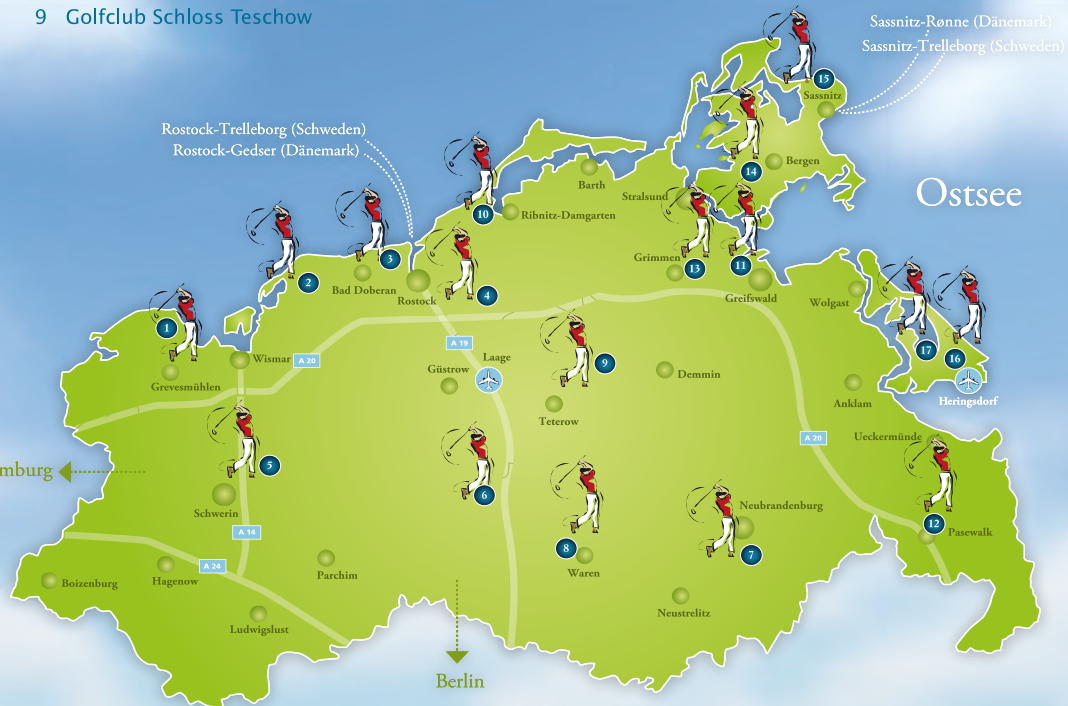 9 Golfclub Schloss Teschow
Sassnitz-Rønne (Dänemark)
Sassnitz-Trelleborg (Schweden)
15
Sassnitz
Rostock-Trelleborg (Schweden)
Rostock-Gedser (Dänemark)
14
Bergen
Barth
Stralsund
Ostsee
10
Ribnitz-Damgarten
3
2
Bad Doberan
Rostock
4
Grimmen
13
11
Greifswald
Wolgast
1
17
16
Wismar
A 20
A 19
Laage
Güstrow
9
Demmin
Grevesmühlen
Heringsdorf
Anklam
Teterow
A 20
Ueckermünde
mburg
5
6
Schwerin
Neubrandenburg
12
Pasewalk
A 14
8
7
Waren
A 24
Boizenburg
Hagenow
Parchim
Neustrelitz
Ludwigslust
Berlin